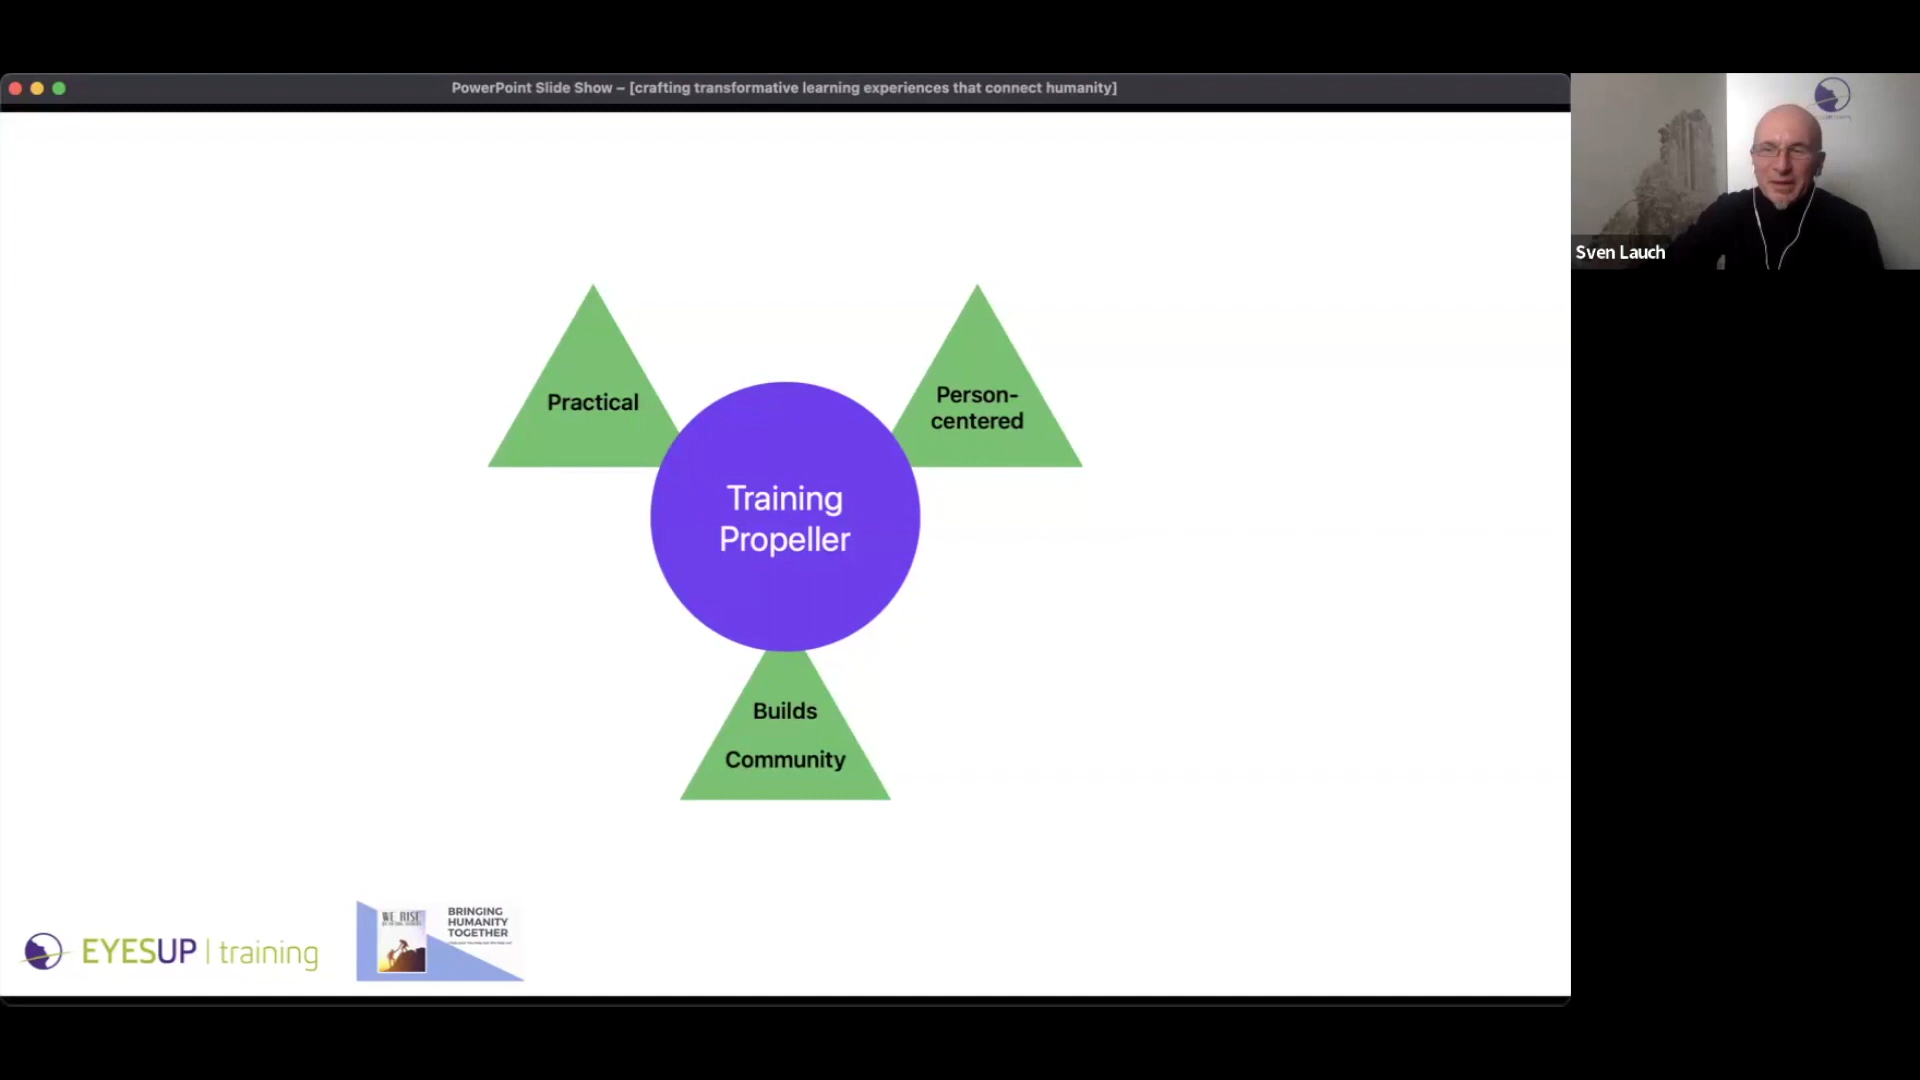 PowerPoint Slide Show – [crafting transformative learning experiences that connect humanity]
Sven Lauch
Practical
Person-
centered
Training
Propeller
Builds
Community
EYESUP | training
WE RISE
BRINGING
HUMANITY
TOGETHER